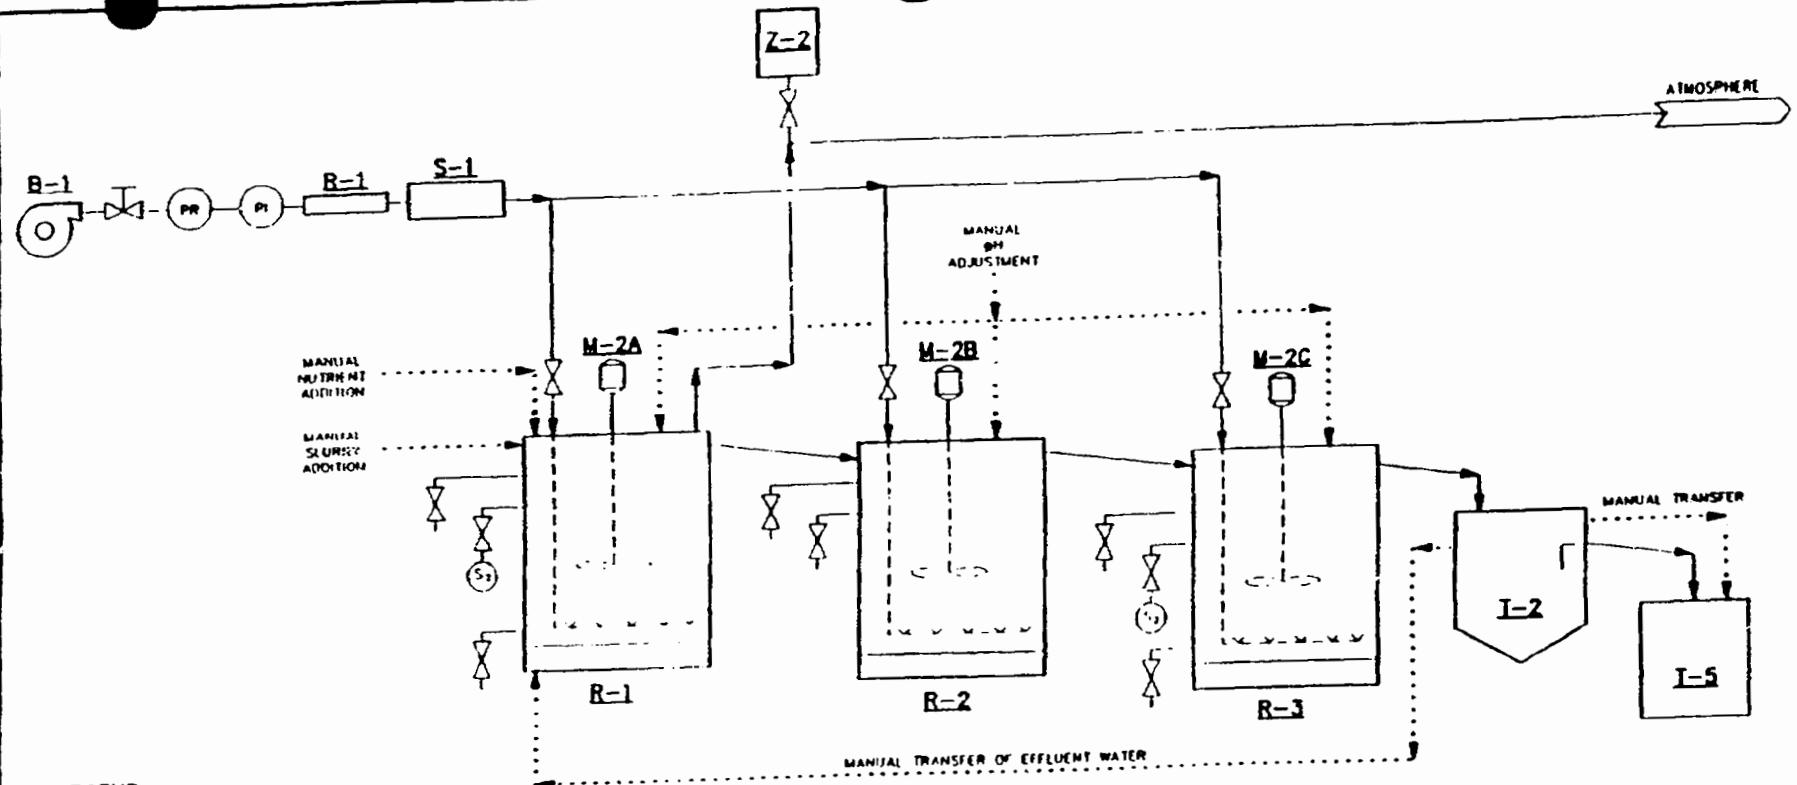 Z-2
ATMOSPHERE
B-1
PR
PI
R-1
S-1
MANUAL
pH
ADJUSTMENT
MANUAL
NUTRIENT
ADDITION
M-2A
M-2B
M-2C
MANUAL
SLURRY
ADDITION
MANUAL TRANSFER
S2
T-2
T-5
R-1
R-2
R-3
MANUAL TRANSFER OF EFFLUENT WATER